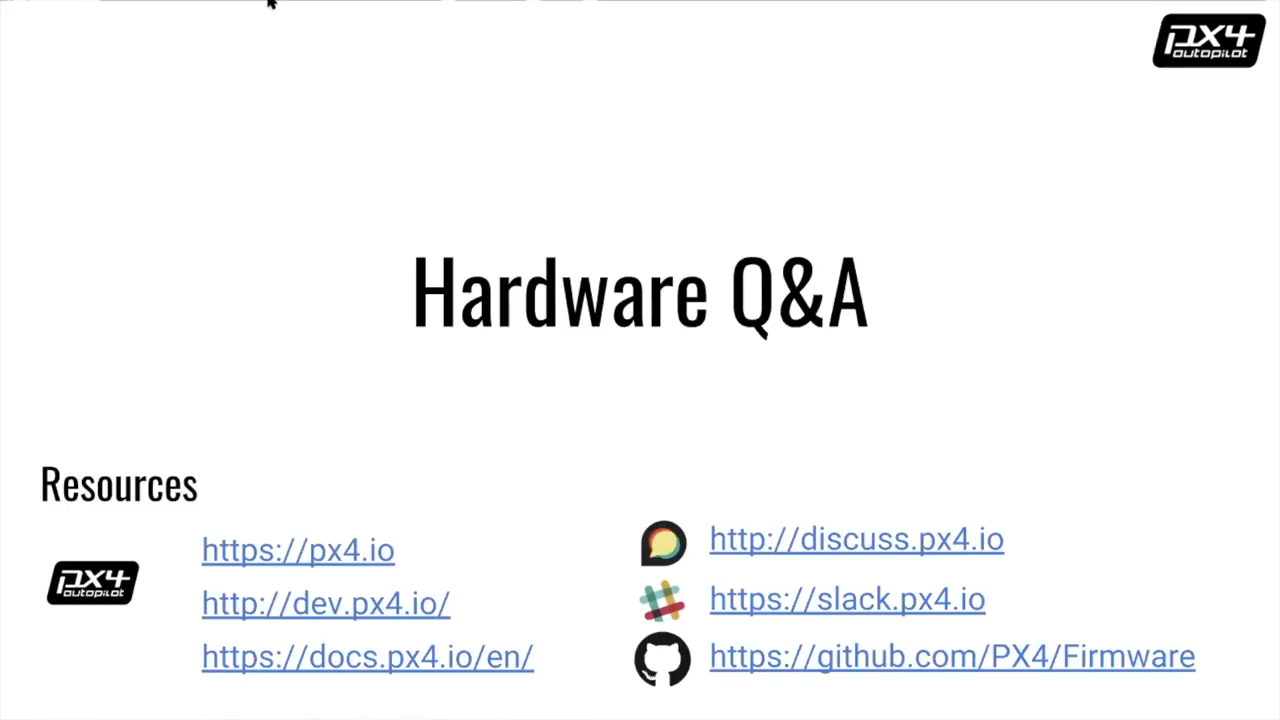 px4
autopilot
Hardware Q&A
Resources
px4
autopilot
https://px4.io
http://dev.px4.io/
https://docs.px4.io/en/
http://discuss.px4.io
https://slack.px4.io
https://github.com/PX4/Firmware